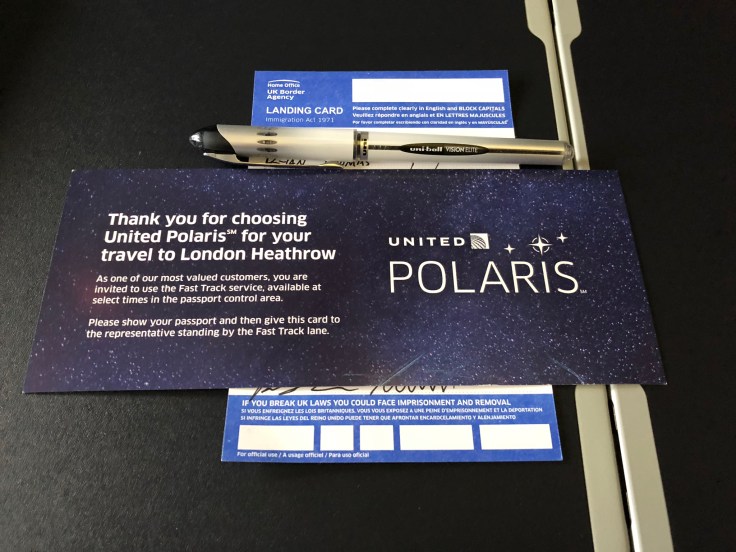 Home Office
UK Border
Agency
LANDING CARD
Immigration Act 1971
Please complete clearly in English and BLOCK CAPITALS
Veuillez répondre en anglais et EN LETTRES MAJUSCULES
Por favor completar escribiendo con claridad en inglés y en MAYÚSCULAS
uni-ball VISION ELITE
Thank you for choosing
United Polaris℠ for your
travel to London Heathrow
As one of our most valued customers, you are
invited to use the Fast Track service, available at
select times in the passport control area.
Please show your passport and then give this card to
the representative standing by the Fast Track lane.
UNITED
POLARIS℠
IF YOU BREAK UK LAWS YOU COULD FACE IMPRISONMENT AND REMOVAL
SI VOUS ENFREIGNEZ LES LOIS BRITANNIQUES, VOUS VOUS EXPOSEZ A UNE PEINE D'EMPRISONNEMENT ET LA DEPORTATION
SI INFRINGE LAS LEYES DEL REINO UNIDO PUEDE TENER QUE AFRONTAR ENCARCELAMIENTO Y ALEJAMIENTO
For official use / A usage officiel / Para uso oficial